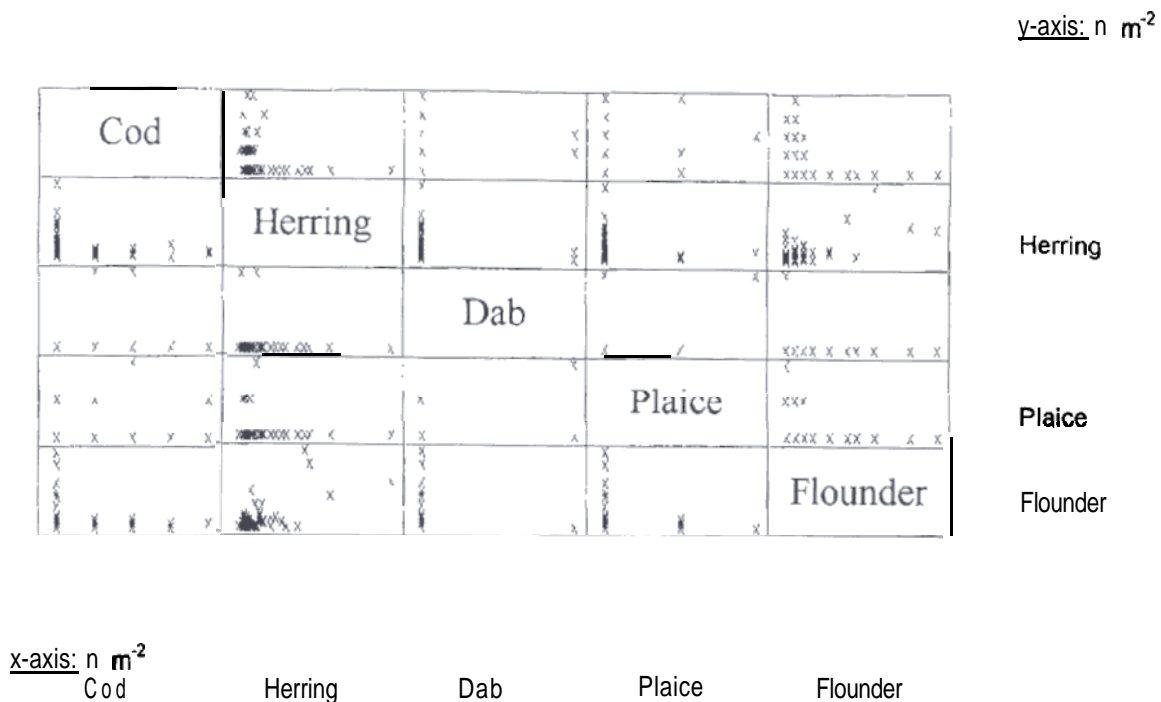 y-axis: n m-2
Cod
Herring
Herring
Dab
Plaice
Plaice
Flounder
Flounder
x-axis: n m-2
Cod Herring Dab Plaice Flounder